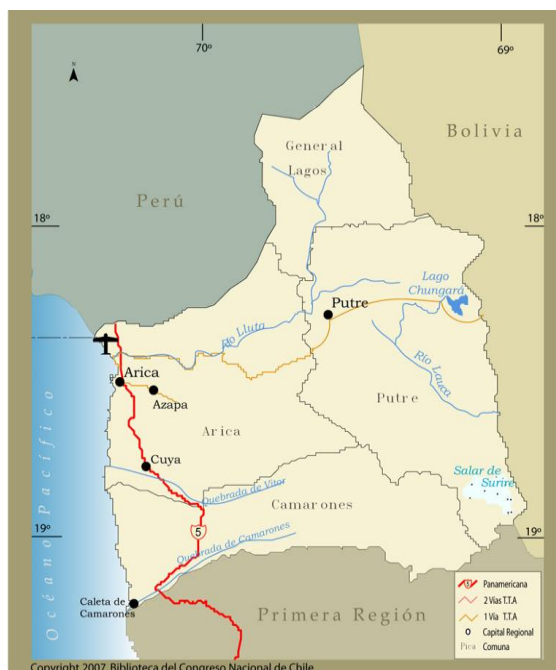 70º
69º
N
General
Lagos
Bolivia
Perú
18º
18º
Lago
Chungará
Putre
Río Lluta
Río Lauca
Arica
Azapa
Putre
Arica
Océano Pacífico
Cuya
Salar de
Surire
Quebrada de Vitor
Camarones
19º
19º
5
Quebrada de Camarones
Caleta de
Camarones
Primera Región
5 Panamericana
2 Vías T.T.A
1 Vía T.T.A
Capital Regional
Pica Comuna
Copyright 2007 Biblioteca del Congreso Nacional de Chile